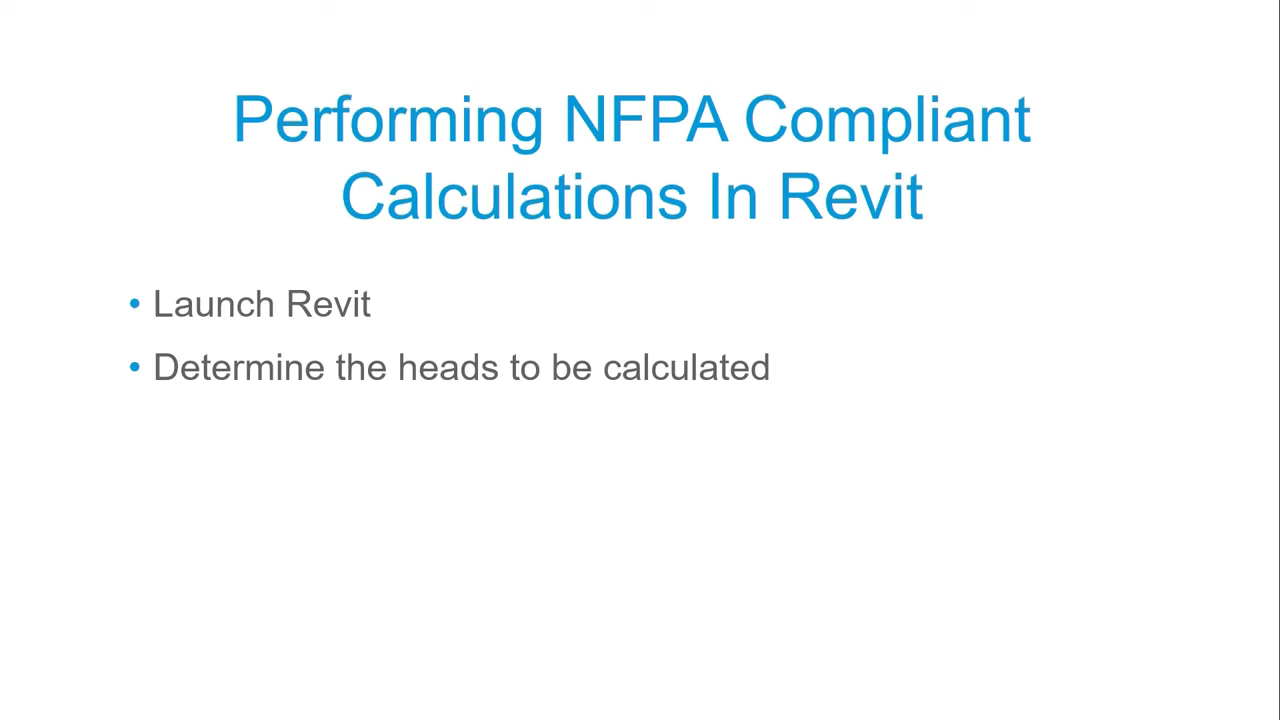 Performing NFPA Compliant
Calculations In Revit
• Launch Revit
• Determine the heads to be calculated